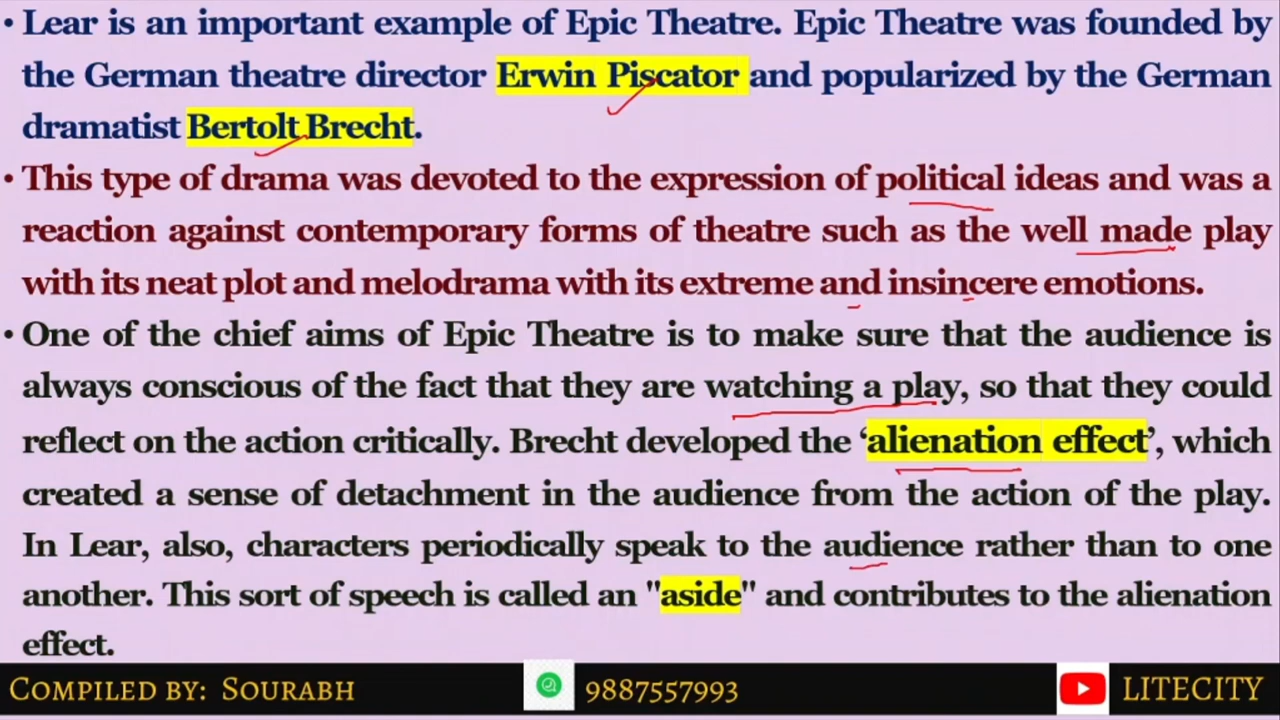 • Lear is an important example of Epic Theatre. Epic Theatre was founded by
the German theatre director Erwin Piscator and popularized by the German
dramatist Bertolt Brecht.
• This type of drama was devoted to the expression of political ideas and was a
reaction against contemporary forms of theatre such as the well made play
with its neat plot and melodrama with its extreme and insincere emotions.
• One of the chief aims of Epic Theatre is to make sure that the audience is
always conscious of the fact that they are watching a play, so that they could
reflect on the action critically. Brecht developed the ‘alienation effect’, which
created a sense of detachment in the audience from the action of the play.
In Lear, also, characters periodically speak to the audience rather than to one
another. This sort of speech is called an "aside" and contributes to the alienation
effect.
COMPILED BY: SOURABH 9887557993 LITECITY